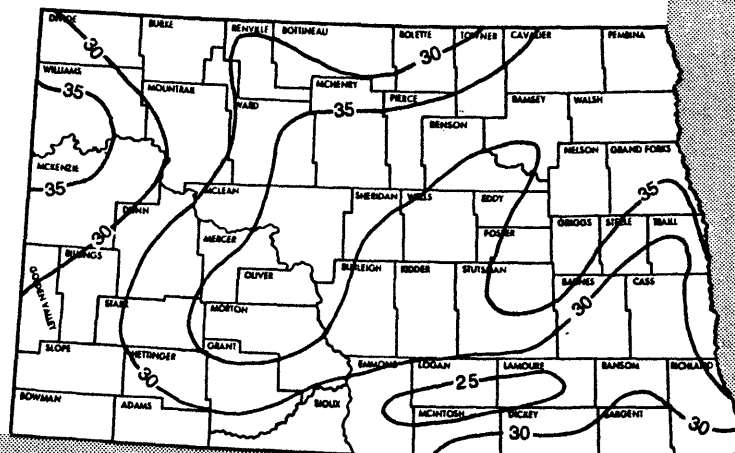 DIVIDE BURKE RENVILLE BOTTINEAU ROLETTE TOWNER CAVALIER PEMBINA
30
30
WILLIAMS
35
MOUNTRAIL
WARD
MCHENRY
PIERCE
RAMSEY WALSH
35
BENSON
NELSON GRAND FORKS
MCKENZIE
35
MCLEAN
SHERIDAN WELLS EDDY
35
DUNN
FOSTER
GRIGGS STEELE TRAILL
30
MERCER
BILLINGS
GOLDEN VALLEY
OLIVER
BURLEIGH KIDDER STUTSMAN
BARNES CASS
30
STARK
MORTON
SLOPE
HETTINGER
GRANT
EMMONS LOGAN LAMOURE RANSOM RICHLAND
30
25
BOWMAN
ADAMS
SIOUX
MCINTOSH DICKEY SARGENT
30
30